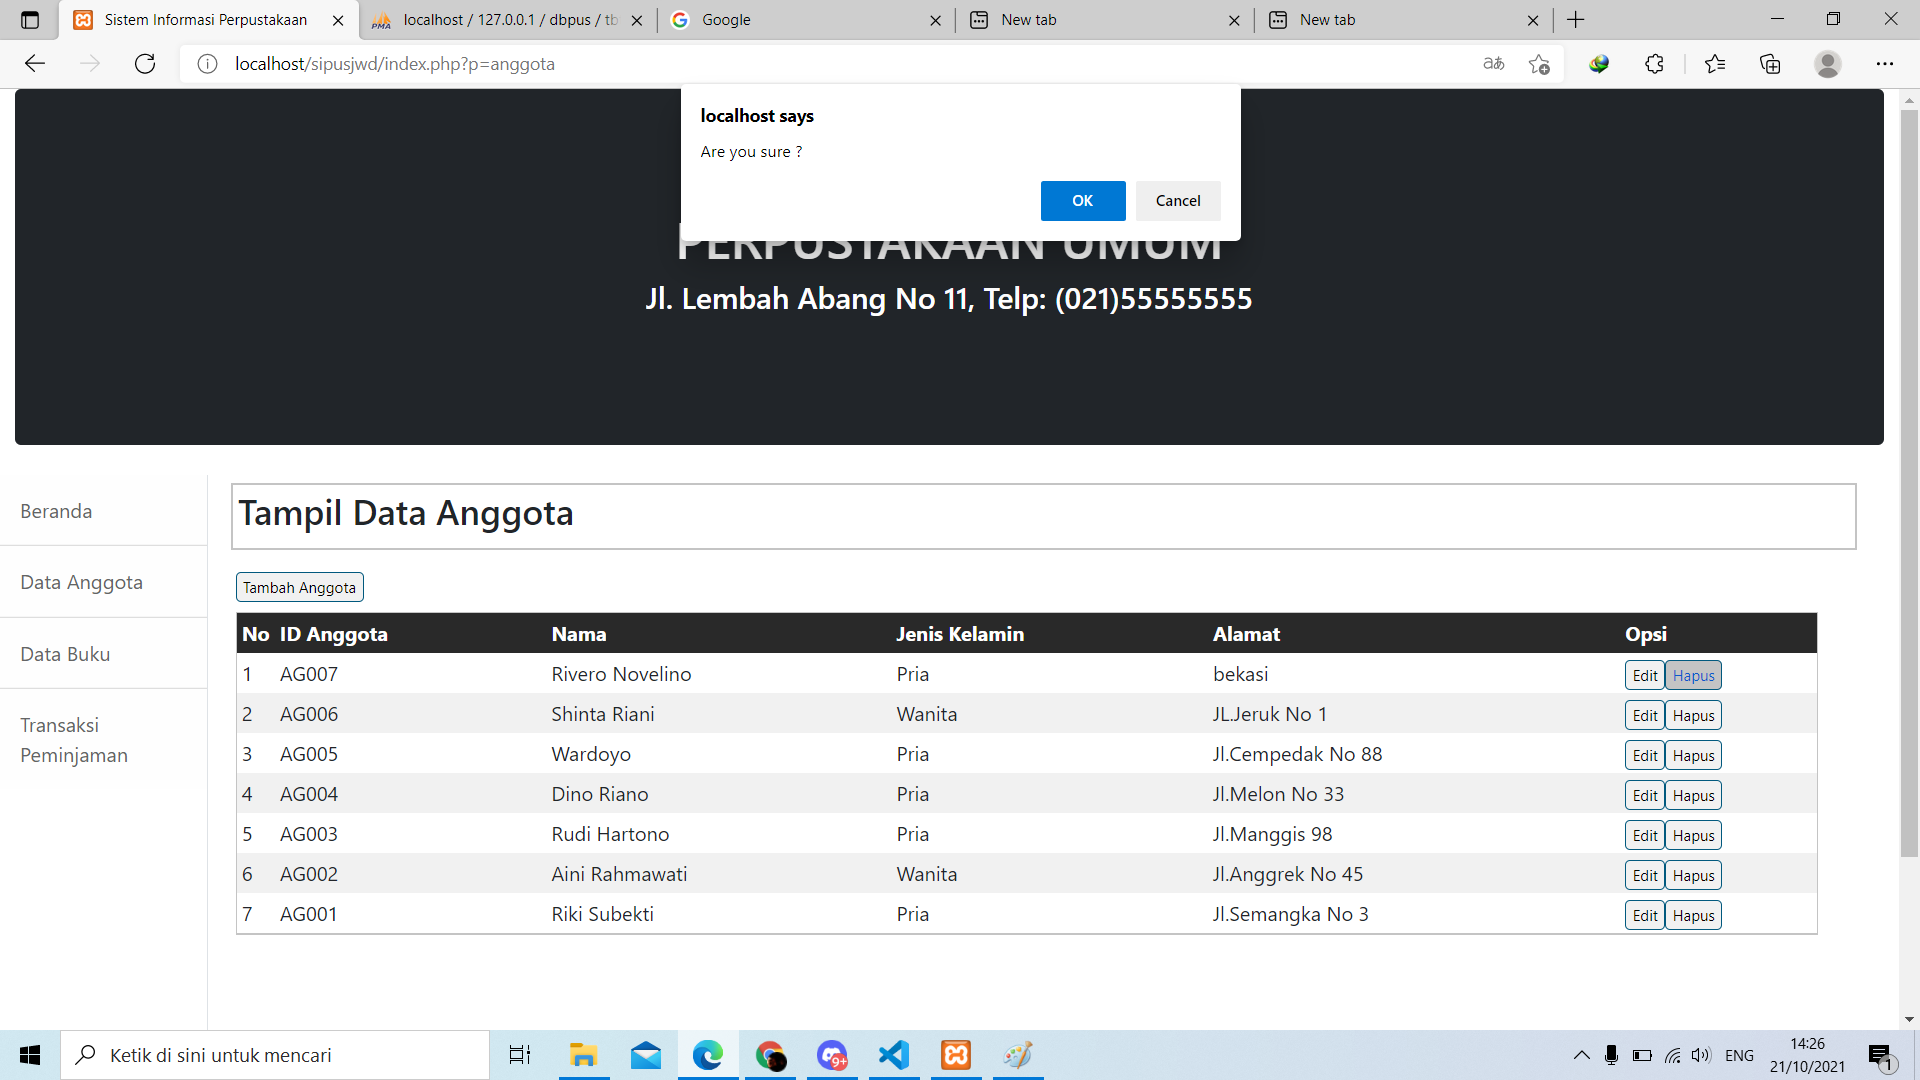 Sistem Informasi Perpustakaan
localhost / 127.0.0.1 / dbpus / tb
Google
New tab
New tab
localhost/sipusjwd/index.php?p=anggota
localhost says
Are you sure ?
OK
Cancel
PERPUSTAKAAN UMUM
Jl. Lembah Abang No 11, Telp: (021)55555555
Beranda
Data Anggota
Data Buku
Transaksi
Peminjaman
Tampil Data Anggota
Tambah Anggota
No ID Anggota Nama Jenis Kelamin Alamat Opsi
1 AG007 Rivero Novelino Pria bekasi Edit Hapus
2 AG006 Shinta Riani Wanita JL.Jeruk No 1 Edit Hapus
3 AG005 Wardoyo Pria Jl.Cempedak No 88 Edit Hapus
4 AG004 Dino Riano Pria Jl.Melon No 33 Edit Hapus
5 AG003 Rudi Hartono Pria Jl.Manggis 98 Edit Hapus
6 AG002 Aini Rahmawati Wanita Jl.Anggrek No 45 Edit Hapus
7 AG001 Riki Subekti Pria Jl.Semangka No 3 Edit Hapus
Ketik di sini untuk mencari
9+
ENG
14:26
21/10/2021
1